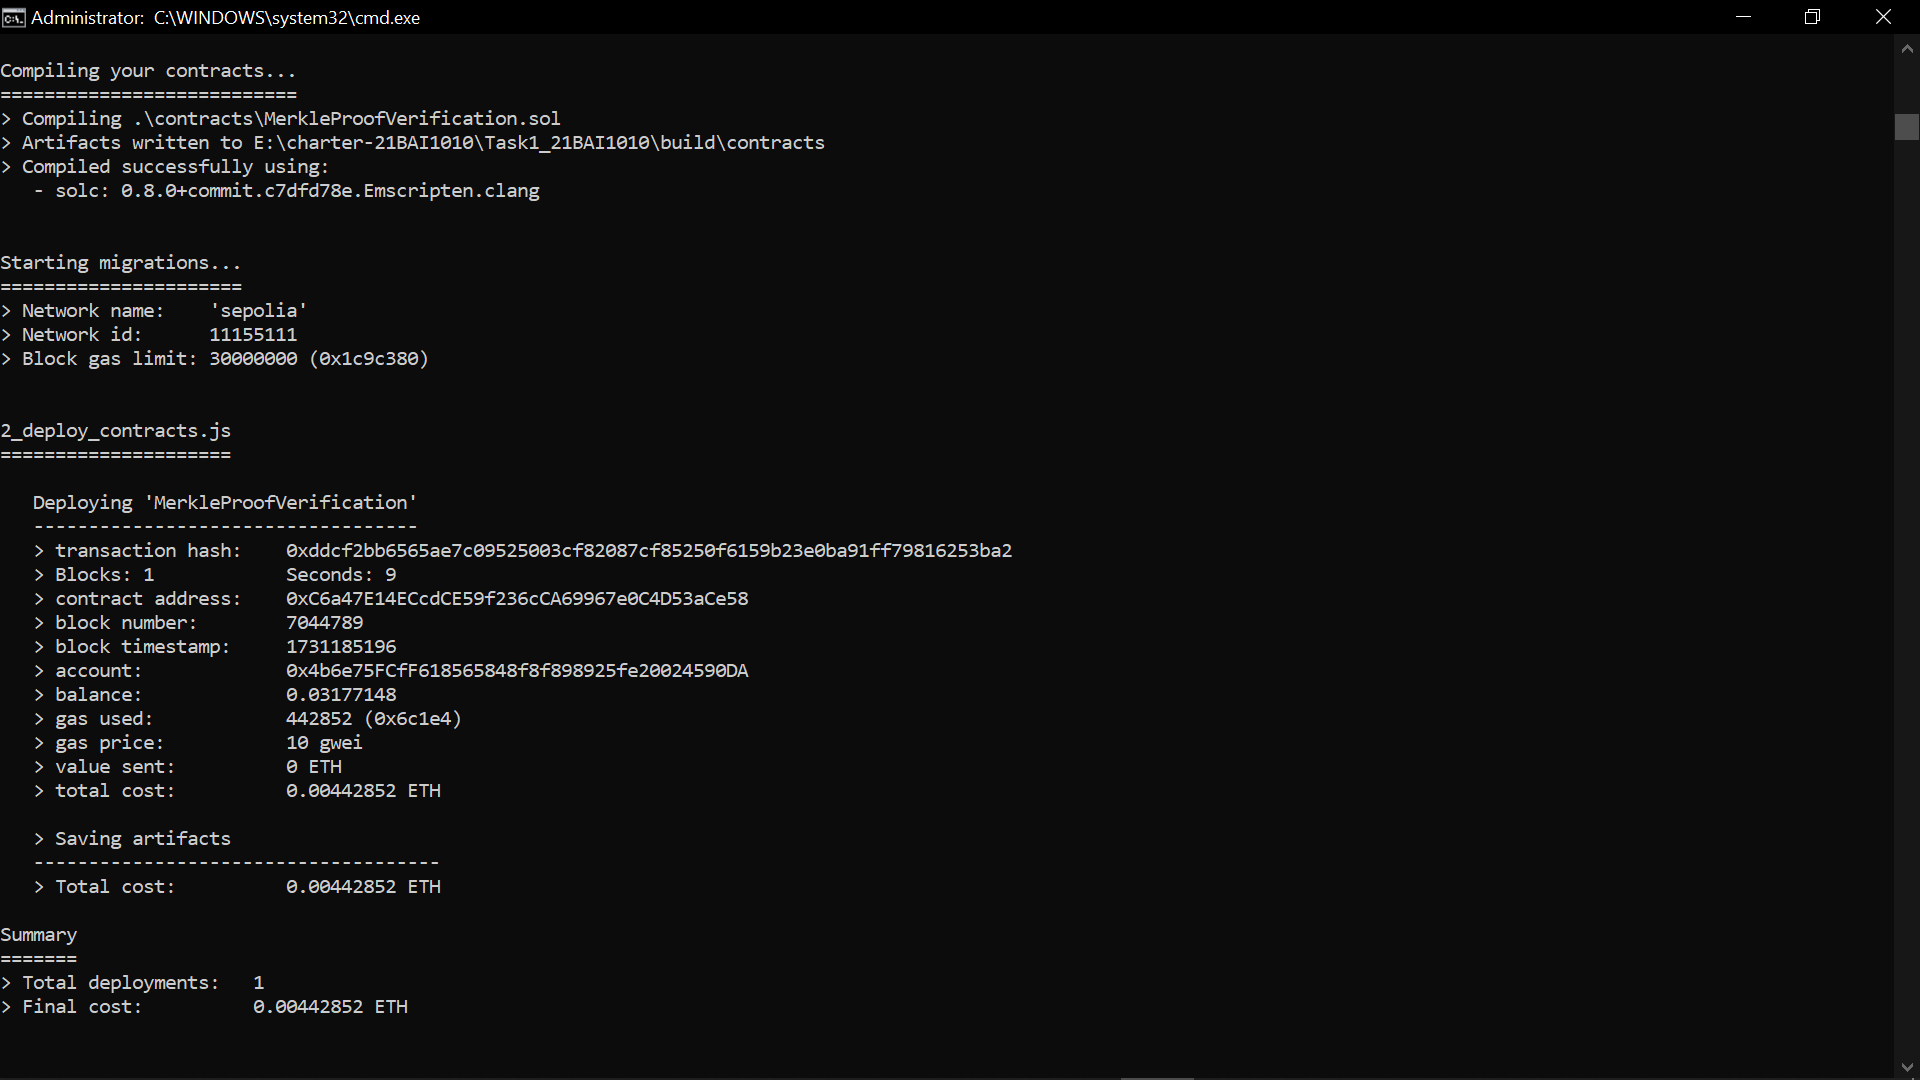 Administrator: C:\WINDOWS\system32\cmd.exe
Compiling your contracts...
===========================
> Compiling .\contracts\MerkleProofVerification.sol
> Artifacts written to E:\charter-21BAI1010\Task1_21BAI1010\build\contracts
> Compiled successfully using:
   - solc: 0.8.0+commit.c7dfd78e.Emscripten.clang
Starting migrations...
======================
> Network name:    'sepolia'
> Network id:      11155111
> Block gas limit: 30000000 (0x1c9c380)
2_deploy_contracts.js
=====================
   Deploying 'MerkleProofVerification'
   -----------------------------------
   > transaction hash:    0xddcf2bb6565ae7c09525003cf82087cf85250f6159b23e0ba91ff79816253ba2
   > Blocks: 1            Seconds: 9
   > contract address:    0xC6a47E14ECcdCE59f236cCA69967e0C4D53aCe58
   > block number:        7044789
   > block timestamp:     1731185196
   > account:             0x4b6e75FCfF618565848f8f898925fe20024590DA
   > balance:             0.03177148
   > gas used:            442852 (0x6c1e4)
   > gas price:           10 gwei
   > value sent:          0 ETH
   > total cost:          0.00442852 ETH
   > Saving artifacts
   -------------------------------------
   > Total cost:          0.00442852 ETH
Summary
=======
> Total deployments:   1
> Final cost:          0.00442852 ETH